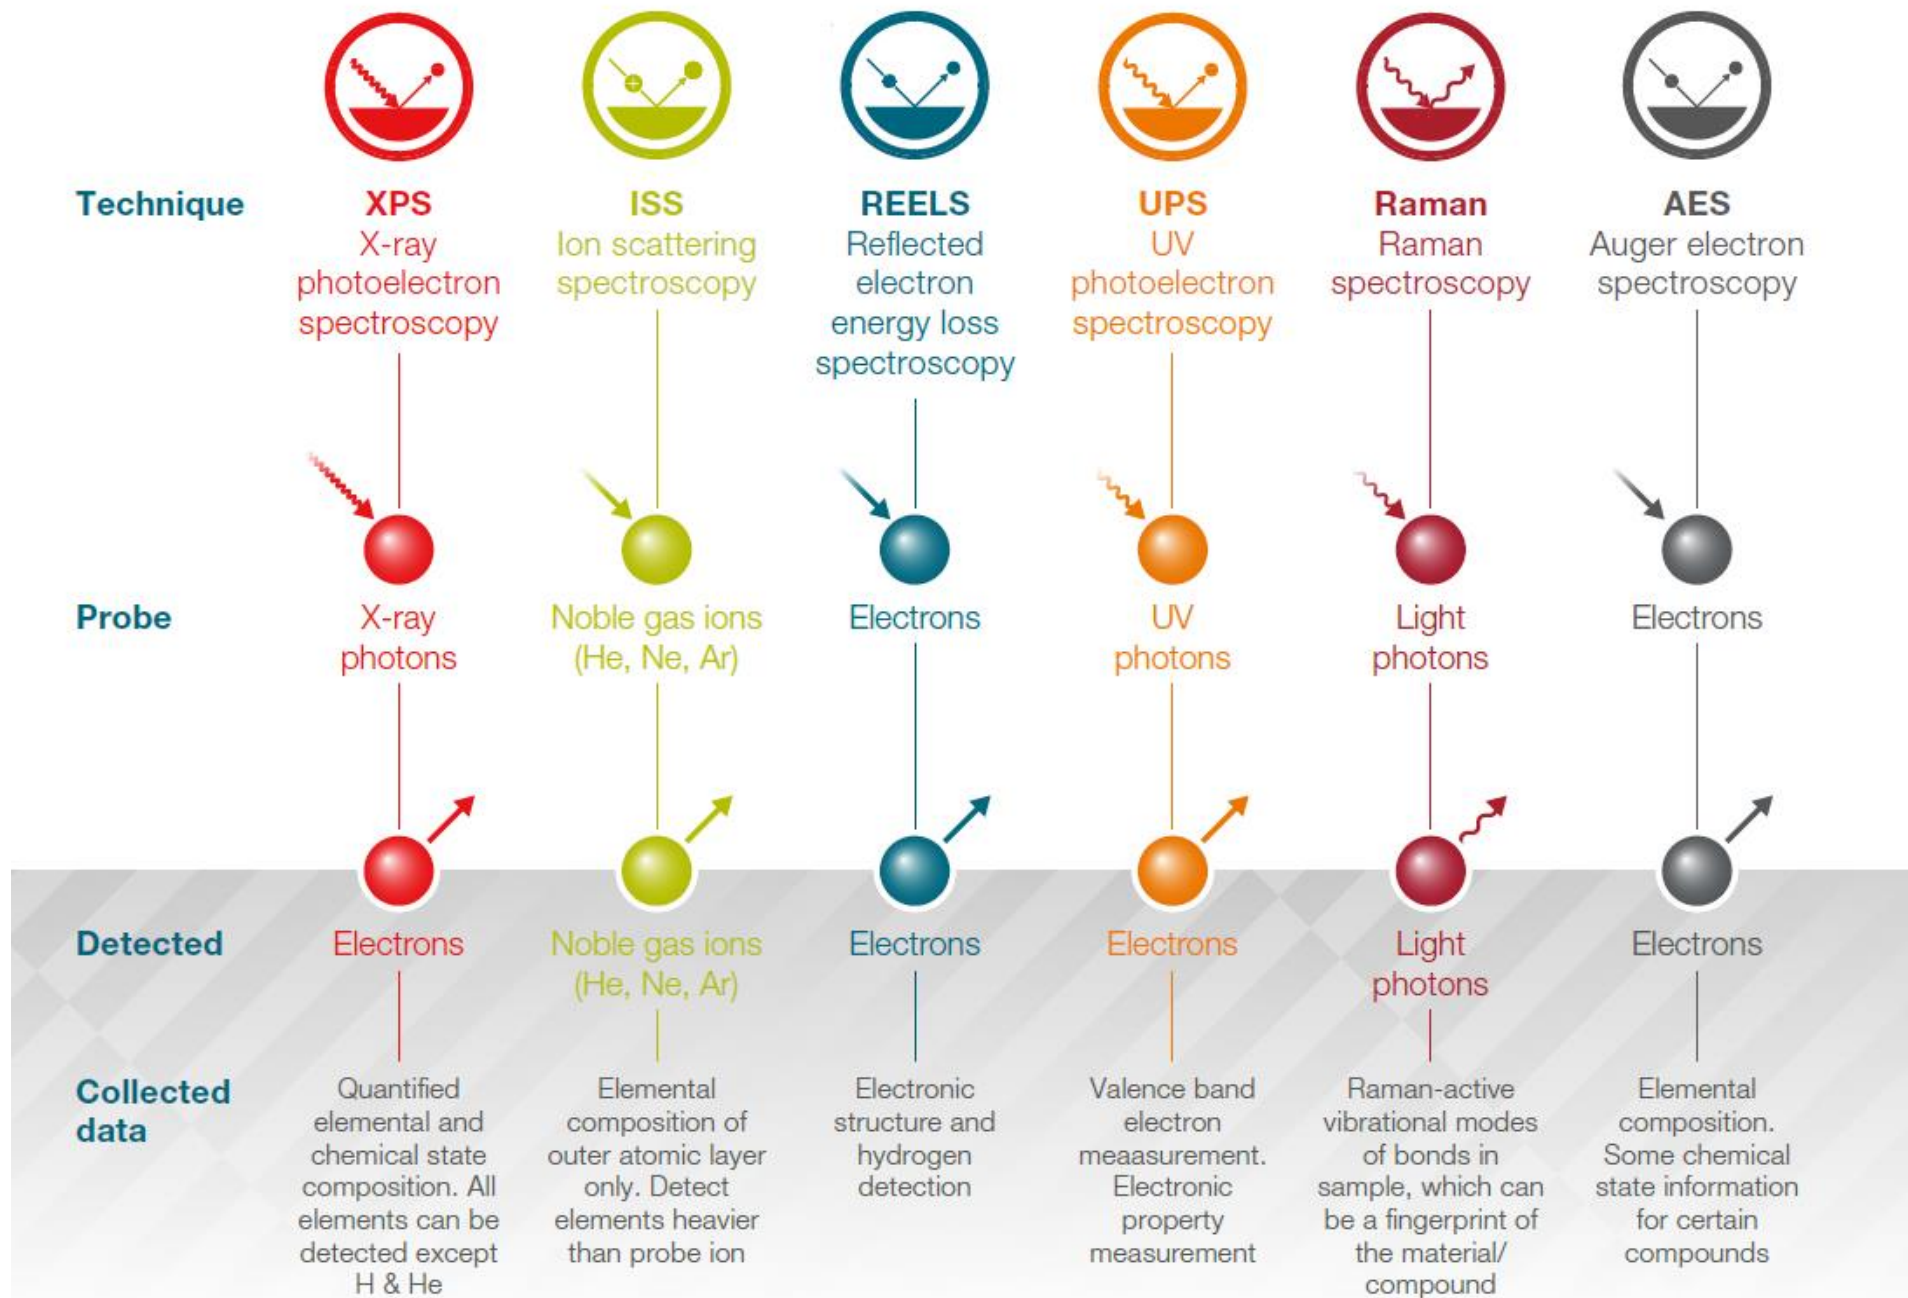 Technique
XPS
X-ray
photoelectron
spectroscopy
ISS
Ion scattering
spectroscopy
REELS
Reflected
electron
energy loss
spectroscopy
UPS
UV
photoelectron
spectroscopy
Raman
Raman
spectroscopy
AES
Auger electron
spectroscopy
Probe
X-ray
photons
Noble gas ions
(He, Ne, Ar)
Electrons
UV
photons
Light
photons
Electrons
Detected
Electrons
Noble gas ions
(He, Ne, Ar)
Electrons
Electrons
Light
photons
Electrons
Collected
data
Quantified
elemental and
chemical state
composition. All
elements can be
detected except
H & He
Elemental
composition of
outer atomic layer
only. Detect
elements heavier
than probe ion
Electronic
structure and
hydrogen
detection
Valence band
electron
meaasurement.
Electronic
property
measurement
Raman-active
vibrational modes
of bonds in
sample, which can
be a fingerprint of
the material/
compound
Elemental
composition.
Some chemical
state information
for certain
compounds